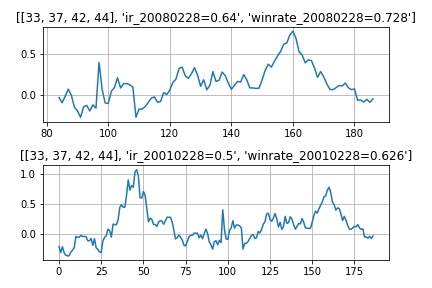 [[33, 37, 42, 44], 'ir_20080228=0.64', 'winrate_20080228=0.728']
0.5
0.0
80 100 120 140 160 180
[[33, 37, 42, 44], 'ir_20010228=0.5', 'winrate_20010228=0.626']
1.0
0.5
0.0
0 25 50 75 100 125 150 175